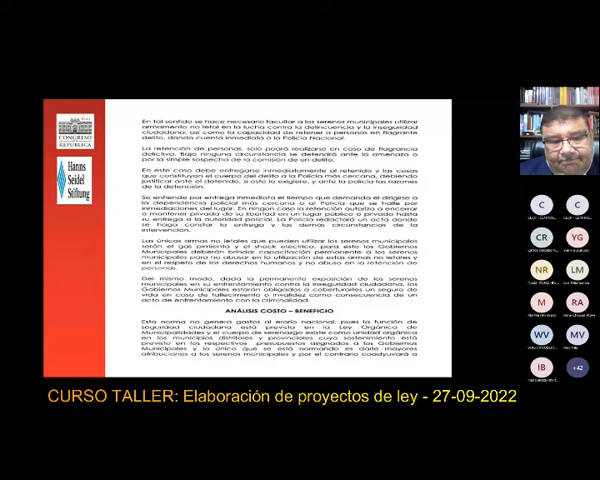 PERÚ
CONGRESO
REPÚBLICA
Hanns
Seidel
Stiftung
En tal sentido se hace necesario facultar a los serenos municipales utilizar
armamento no letal en la lucha contra la delincuencia y la inseguridad
ciudadana, así como la capacidad de retener a personas en flagrante
delito, dando cuenta inmediata a la Policía Nacional.
La retención de personas, solo podrá realizarse en caso de flagrancia
delictiva. Bajo ninguna circunstancia se detendrá ante la amenaza o
por la simple sospecha de la comisión de un delito.
En este caso debe entregarse inmediatamente al retenido y las cosas
que constituyen el cuerpo del delito a la Policía más cercana, debiendo
justificar ante el detenido, si éste lo exigiere, y ante la policía las razones
de la detención.
Se entiende por entrega inmediata el tiempo que demanda el dirigirse a
la dependencia policial más cercana o al Policía que se halle por
inmediaciones del lugar. En ningún caso la retención autoriza a encerrar
o mantener privada de su libertad en un lugar público o privado hasta
su entrega a la autoridad policial. La Policía redactará un acta donde
se haga constar la entrega y las demás circunstancias de la
intervención.
Las únicas armas no letales que pueden utilizar los serenos municipales
serán el gas pimienta y el shock eléctrico, para esto los Gobiernos
Municipales deberán brindar capacitación permanente a los serenos
municipales para no abusar en la utilización de estas armas no letales y
en el respeto de los derechos humanos y no abuso en la retención de
personas.
Del mismo modo, dada la permanente exposición de los serenos
municipales en su enfrentamiento contra la inseguridad ciudadana, los
Gobiernos Municipales estarán obligados a coberturarles un seguro de
vida en caso de fallecimiento e invalidez como consecuencia de un
acto de enfrentamiento con la criminalidad.
ANÁLISIS COSTO – BENEFICIO
Esta norma no genera gastos al erario nacional, pues la función de
seguridad ciudadana está prevista en la Ley Orgánica de
Municipalidades y el cuerpo de serenazgo existe como unidad orgánica
en los municipios distritales y provinciales cuyo sostenimiento está
previsto en los respectivos presupuestos asignados a los Gobiernos
Municipales y lo único que se está normando es darle mayores
atribuciones a los serenos municipales y por el contrario coadyuvará a
C
C
CR
YG
NR
LM
M
RA
WV
MV
IB
+42
CURSO TALLER: Elaboración de proyectos de ley - 27-09-2022